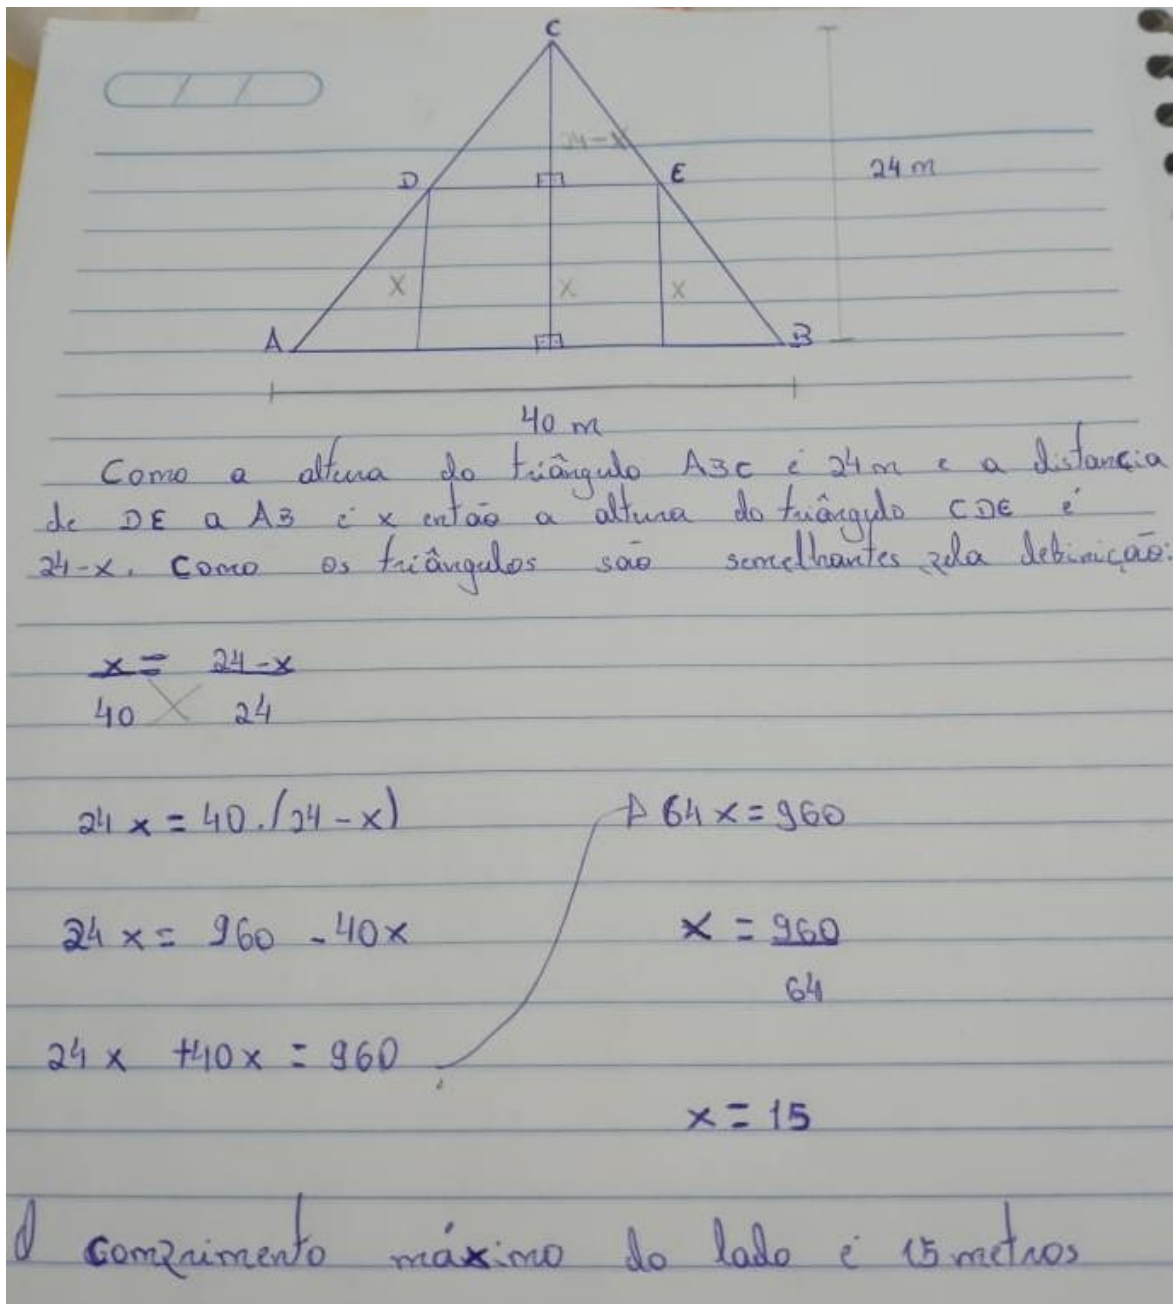 C
24-x
D
E
24 m
x
x
x
A
B
40 m
Como a altura do triângulo ABC é 24m e a distancia
de DE a AB é x então a altura do triângulo CDE é
24-x. Como os triângulos são semelhantes pela definição:
x = 24-x
40 24
24x = 40.(24-x)
64x = 960
24x = 960 - 40x
x = 960
64
24x +40x = 960
x = 15
O comprimento máximo do lado é 15 metros